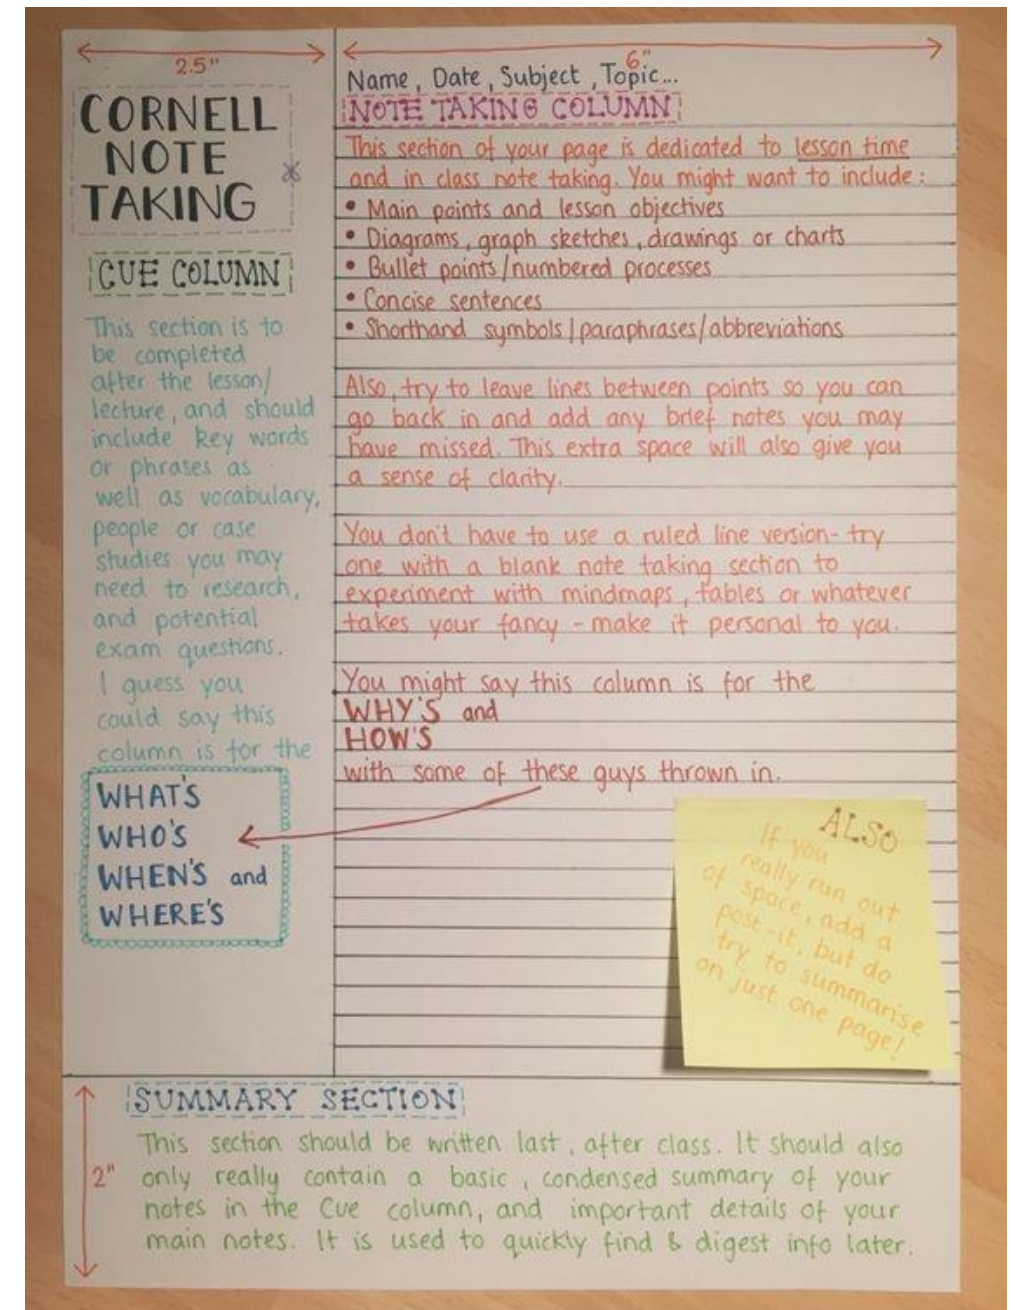 2.5"
CORNELL
NOTE
TAKING
CUE COLUMN
This section is to
be completed
after the lesson/
lecture, and should
include key words
or phrases as
well as vocabulary,
people or case
studies you may
need to research,
and potential
exam questions.
I guess you
could say this
column is for the
WHAT'S
WHO'S
WHEN'S and
WHERE'S
6"
Name, Date, Subject, Topic...
NOTE TAKING COLUMN
This section of your page is dedicated to lesson time
and in class note taking. You might want to include:
• Main points and lesson objectives
• Diagrams, graph sketches, drawings or charts
• Bullet points/numbered processes
• Concise sentences
• Shorthand symbols/paraphrases/abbreviations
Also, try to leave lines between points so you can
go back in and add any brief notes you may
have missed. This extra space will also give you
a sense of clarity.
You don't have to use a ruled line version- try
one with a blank note taking section to
experiment with mindmaps, tables or whatever
takes your fancy - make it personal to you.
You might say this column is for the
WHY'S and
HOW'S
with some of these guys thrown in.
ALSO
If you
really run out
of space, add a
post-it, but do
try to summarise
on just one page!
SUMMARY SECTION
2"
This section should be written last, after class. It should also
only really contain a basic, condensed summary of your
notes in the Cue column, and important details of your
main notes. It is used to quickly find & digest info later.